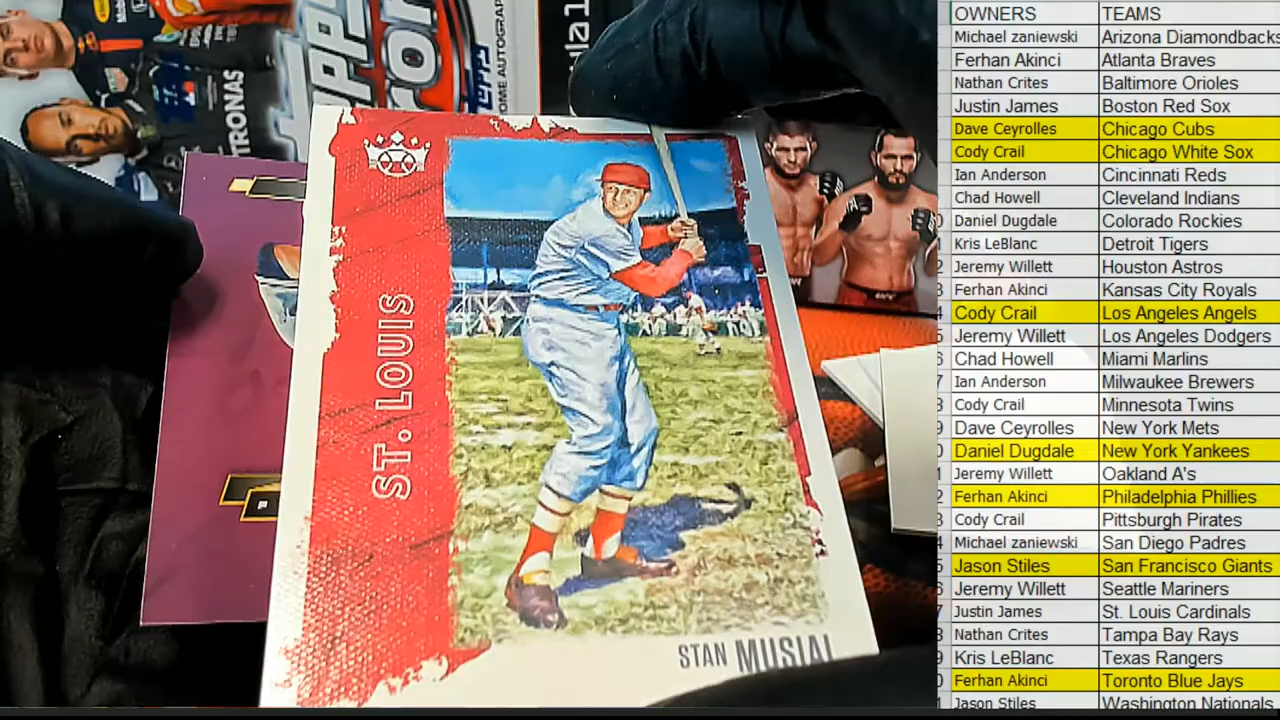 TRONAS
OME AUTOGRAP
ST. LOUIS
STAN MUSIAL
OWNERS TEAMS
Michael zaniewski Arizona Diamondbacks
Ferhan Akinci Atlanta Braves
Nathan Crites Baltimore Orioles
Justin James Boston Red Sox
Dave Ceyrolles Chicago Cubs
Cody Crail Chicago White Sox
Ian Anderson Cincinnati Reds
Chad Howell Cleveland Indians
Daniel Dugdale Colorado Rockies
Kris LeBlanc Detroit Tigers
Jeremy Willett Houston Astros
Ferhan Akinci Kansas City Royals
Cody Crail Los Angeles Angels
Jeremy Willett Los Angeles Dodgers
Chad Howell Miami Marlins
Ian Anderson Milwaukee Brewers
Cody Crail Minnesota Twins
Dave Ceyrolles New York Mets
Daniel Dugdale New York Yankees
Jeremy Willett Oakland A's
Ferhan Akinci Philadelphia Phillies
Cody Crail Pittsburgh Pirates
Michael zaniewski San Diego Padres
Jason Stiles San Francisco Giants
Jeremy Willett Seattle Mariners
Justin James St. Louis Cardinals
Nathan Crites Tampa Bay Rays
Kris LeBlanc Texas Rangers
Ferhan Akinci Toronto Blue Jays
Jason Stiles Washington Nationals